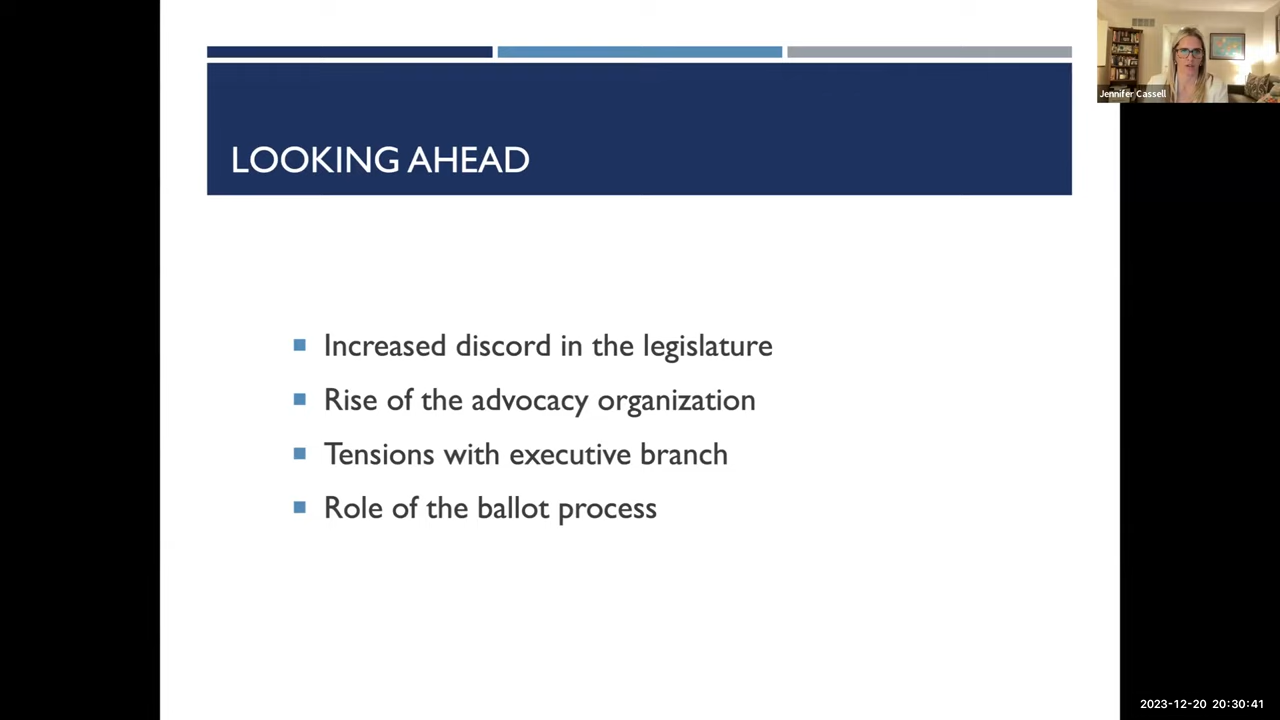 Jennifer Cassell
LOOKING AHEAD
Increased discord in the legislature
Rise of the advocacy organization
Tensions with executive branch
Role of the ballot process
2023-12-20 20:30:41